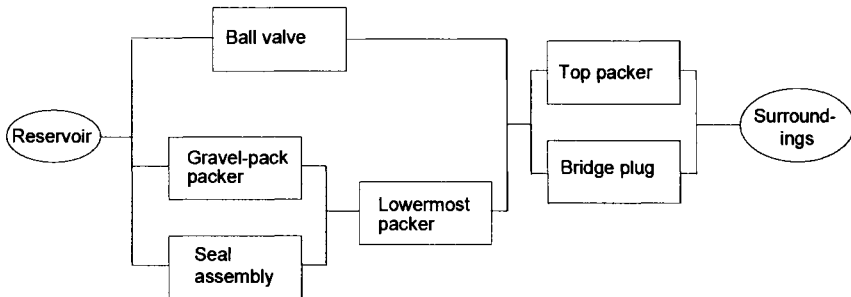 Ball valve
Top packer
Reservoir
Surround-
ings
Gravel-pack
packer
Bridge plug
Lowermost
packer
Seal
assembly